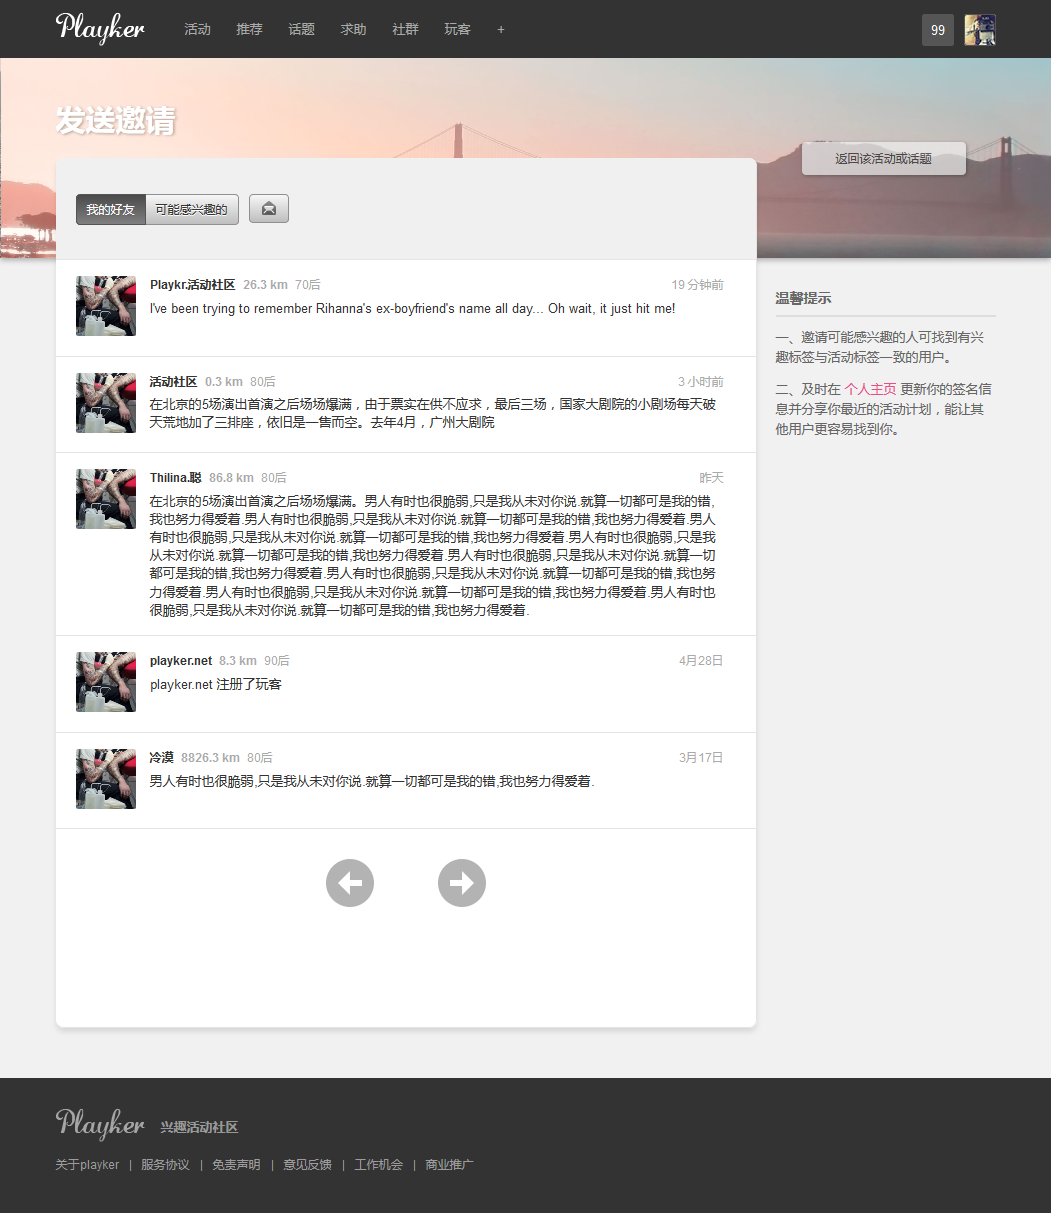 Playker 活动 推荐 话题 求助 社群 玩客 + 99
发送邀请
返回该活动或话题
我的好友 可能感兴趣的
Playkr.活动社区 26.3 km 70后 19 分钟前
I've been trying to remember Rihanna's ex-boyfriend's name all day... Oh wait, it just hit me!
活动社区 0.3 km 80后 3 小时前
在北京的5场演出首演之后场场爆满，由于票实在供不应求，最后三场，国家大剧院的小剧场每天破
天荒地加了三排座，依旧是一售而空。去年4月，广州大剧院
Thilina.聪 86.8 km 80后 昨天
在北京的5场演出首演之后场场爆满。男人有时也很脆弱,只是我从未对你说.就算一切都可是我的错,
我也努力得爱着.男人有时也很脆弱,只是我从未对你说.就算一切都可是我的错,我也努力得爱着.男人
有时也很脆弱,只是我从未对你说.就算一切都可是我的错,我也努力得爱着.男人有时也很脆弱,只是我
从未对你说.就算一切都可是我的错,我也努力得爱着.男人有时也很脆弱,只是我从未对你说.就算一切
都可是我的错,我也努力得爱着.男人有时也很脆弱,只是我从未对你说.就算一切都可是我的错,我也努
力得爱着.男人有时也很脆弱,只是我从未对你说.就算一切都可是我的错,我也努力得爱着.男人有时也
很脆弱,只是我从未对你说.就算一切都可是我的错,我也努力得爱着.
playker.net 8.3 km 90后 4月28日
playker.net 注册了玩客
冷漠 8826.3 km 80后 3月17日
男人有时也很脆弱,只是我从未对你说.就算一切都可是我的错,我也努力得爱着.
温馨提示
一、邀请可能感兴趣的人可找到有兴
趣标签与活动标签一致的用户。
二、及时在 个人主页 更新你的签名信
息并分享你最近的活动计划，能让其
他用户更容易找到你。
Playker 兴趣活动社区
关于playker | 服务协议 | 免责声明 | 意见反馈 | 工作机会 | 商业推广